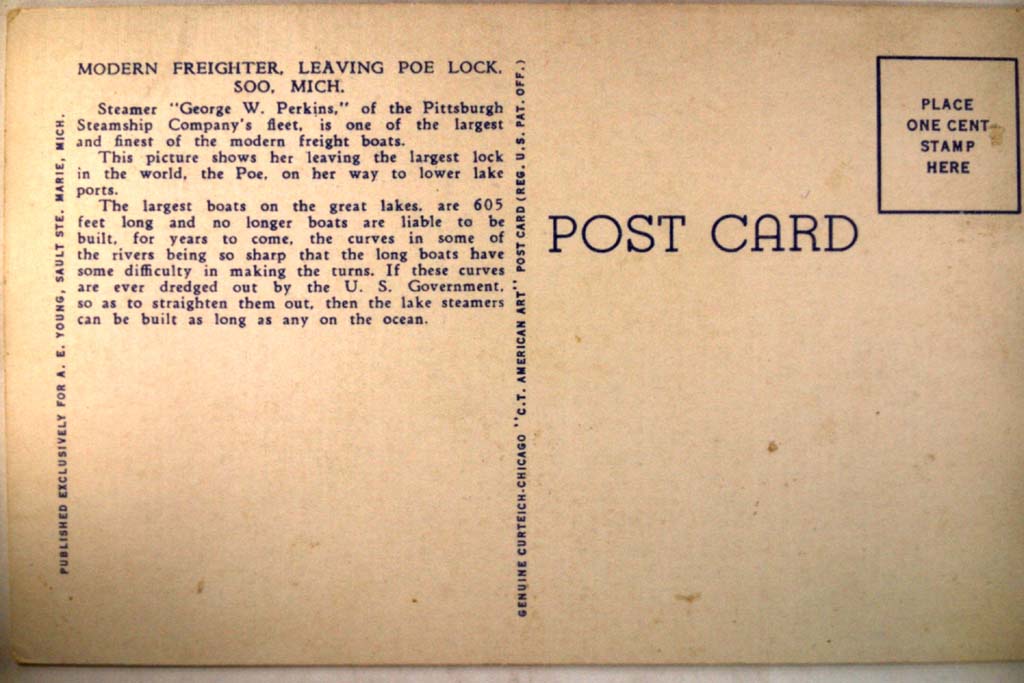 MODERN FREIGHTER, LEAVING POE LOCK,
SOO, MICH.
Steamer "George W. Perkins," of the Pittsburgh
Steamship Company's fleet, is one of the largest
and finest of the modern freight boats.
This picture shows her leaving the largest lock
in the world, the Poe, on her way to lower lake
ports.
The largest boats on the great lakes, are 605
feet long and no longer boats are liable to be
built, for years to come, the curves in some of
the rivers being so sharp that the long boats have
some difficulty in making the turns. If these curves
are ever dredged out by the U. S. Government,
so as to straighten them out, then the lake steamers
can be built as long as any on the ocean.
PUBLISHED EXCLUSIVELY FOR A. E. YOUNG, SAULT STE. MARIE, MICH.
GENUINE CURTEICH-CHICAGO "C.T. AMERICAN ART" POST CARD (REG. U.S. PAT. OFF.)
POST CARD
PLACE
ONE CENT
STAMP
HERE